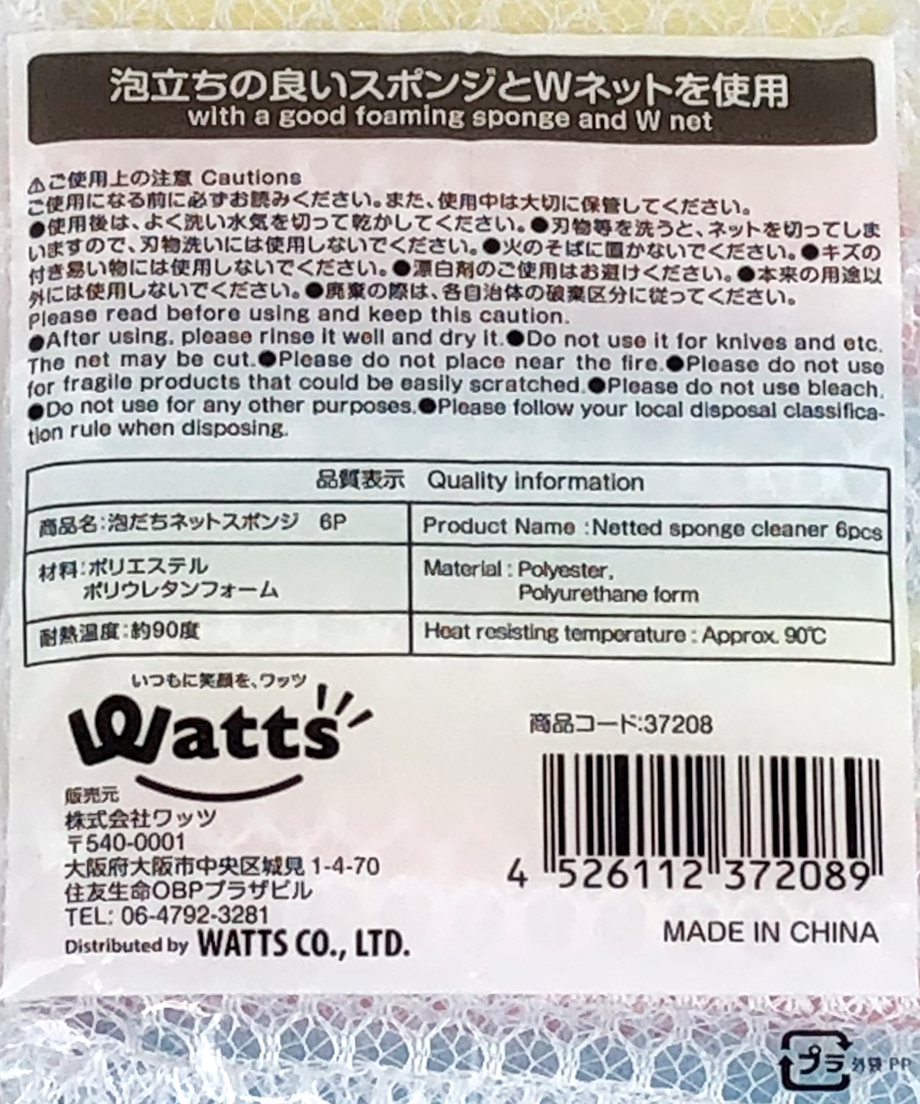 泡立ちの良いスポンジとWネットを使用
with a good foaming sponge and W net
⚠ご使用上の注意 Cautions
ご使用になる前に必ずお読みください。また、使用中は大切に保管してください。
●使用後は、よく洗い水気を切って乾かしてください。●刃物等を洗うと、ネットを切ってしま
いますので、刃物洗いには使用しないでください。●火のそばに置かないでください。●キズの
付き易い物には使用しないでください。●漂白剤のご使用はお避けください。●本来の用途以
外には使用しないでください。●廃棄の際は、各自治体の破棄区分に従ってください。
Please read before using and keep this caution.
●After using, please rinse it well and dry it.●Do not use it for knives and etc.
The net may be cut.●Please do not place near the fire.●Please do not use
for fragile products that could be easily scratched.●Please do not use bleach.
●Do not use for any other purposes.●Please follow your local disposal classifica-
tion rule when disposing.
品質表示 Quality information
商品名:泡だちネットスポンジ 6P
Product Name :Netted sponge cleaner 6pcs
材料:ポリエステル
ポリウレタンフォーム
Material : Polyester,
Polyurethane form
耐熱温度:約90度
Heat resisting temperature : Approx. 90℃
いつもに笑顔を、ワッツ
Watts
商品コード:37208
販売元
株式会社ワッツ
〒540-0001
大阪府大阪市中央区城見 1-4-70
住友生命OBPプラザビル
TEL: 06-4792-3281
Distributed by WATTS CO., LTD.
4 526112 372089
MADE IN CHINA
プラ 外袋 PP